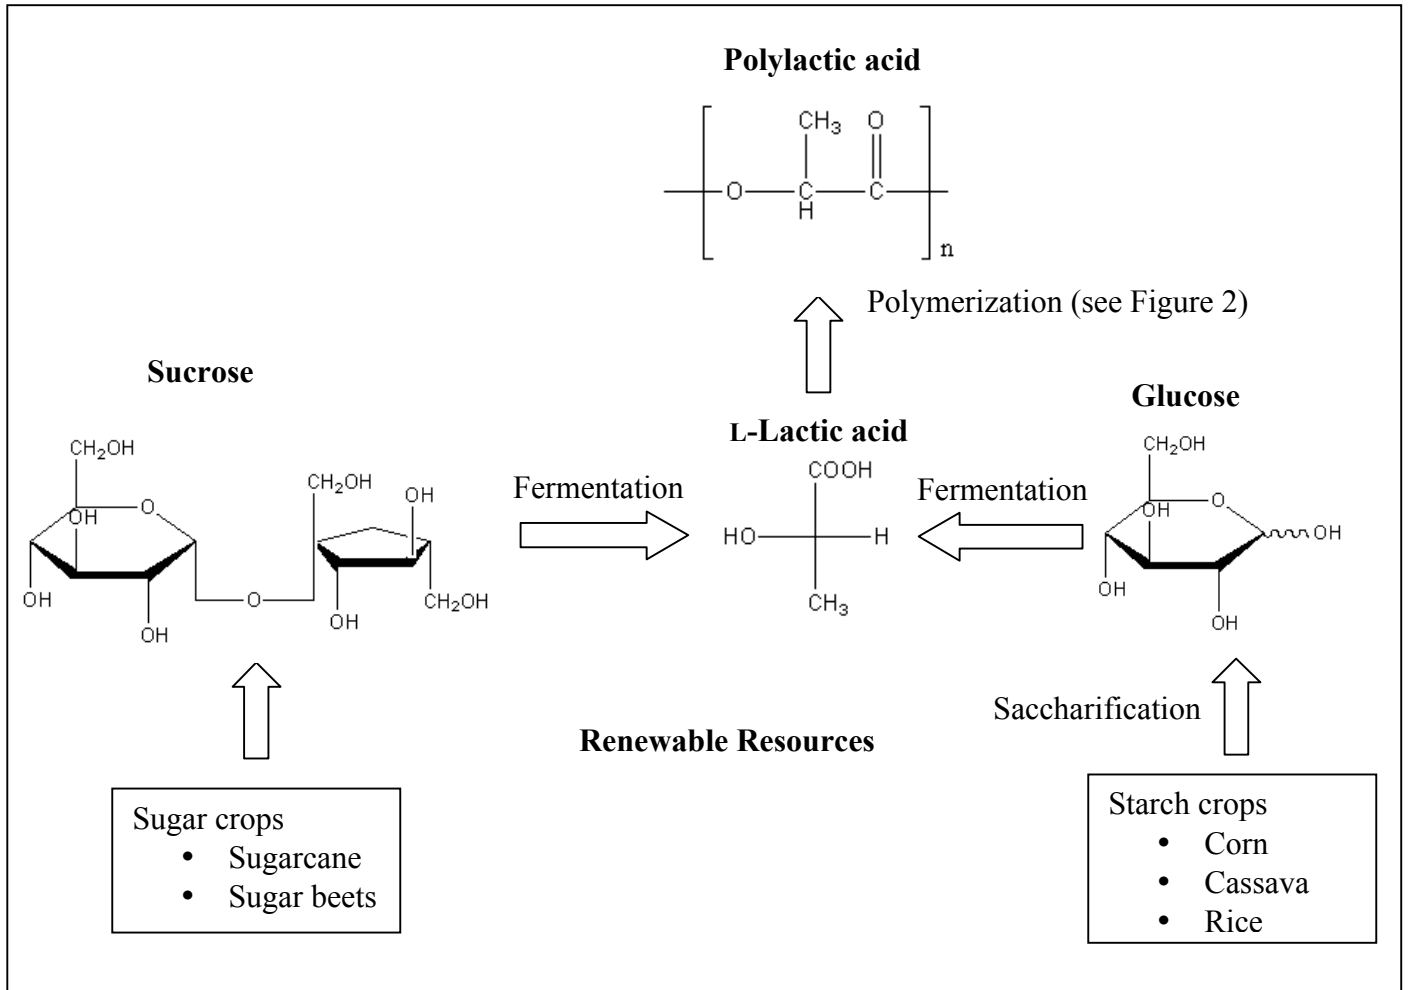 Polylactic acid
CH3 O
O C C
H
n
Polymerization (see Figure 2)
Sucrose
Glucose
L-Lactic acid
CH2OH
O
OH
OH
OH
O
CH2OH
OH
OH
CH2OH
Fermentation
COOH
HO H
CH3
Fermentation
CH2OH
O
OH
OH
OH
OH
Saccharification
Renewable Resources
Sugar crops
• Sugarcane
• Sugar beets
Starch crops
• Corn
• Cassava
• Rice